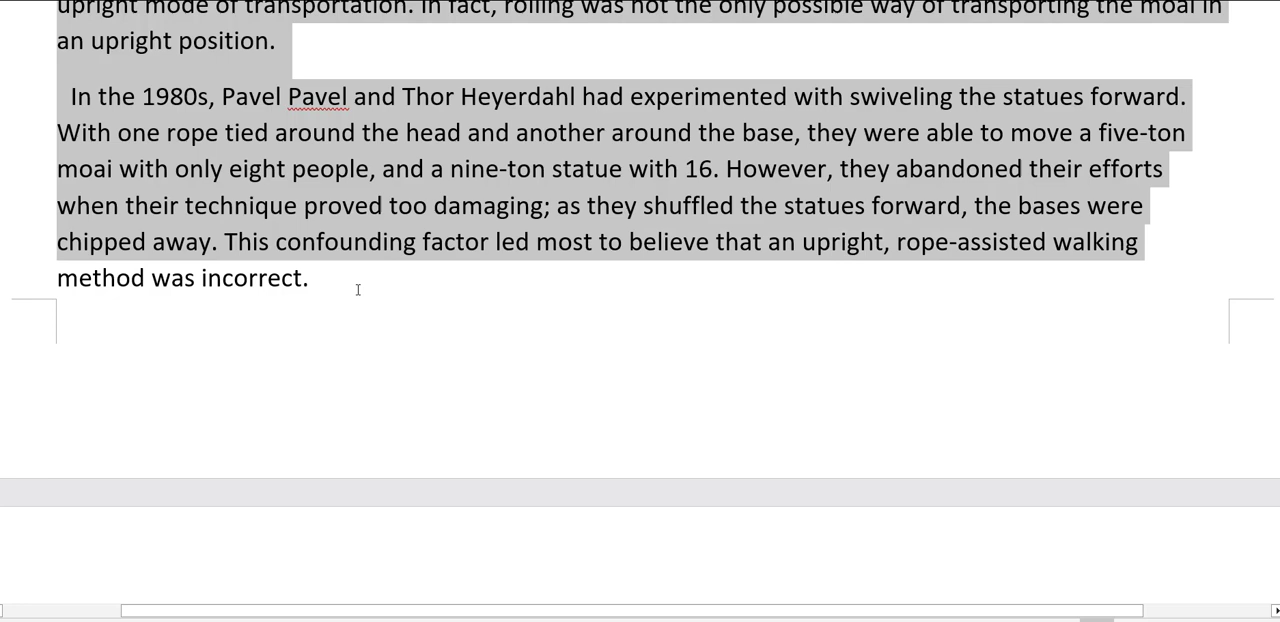 upright mode of transportation. In fact, rolling was not the only possible way of transporting the moai in
an upright position.
In the 1980s, Pavel Pavel and Thor Heyerdahl had experimented with swiveling the statues forward.
With one rope tied around the head and another around the base, they were able to move a five-ton
moai with only eight people, and a nine-ton statue with 16. However, they abandoned their efforts
when their technique proved too damaging; as they shuffled the statues forward, the bases were
chipped away. This confounding factor led most to believe that an upright, rope-assisted walking
method was incorrect.